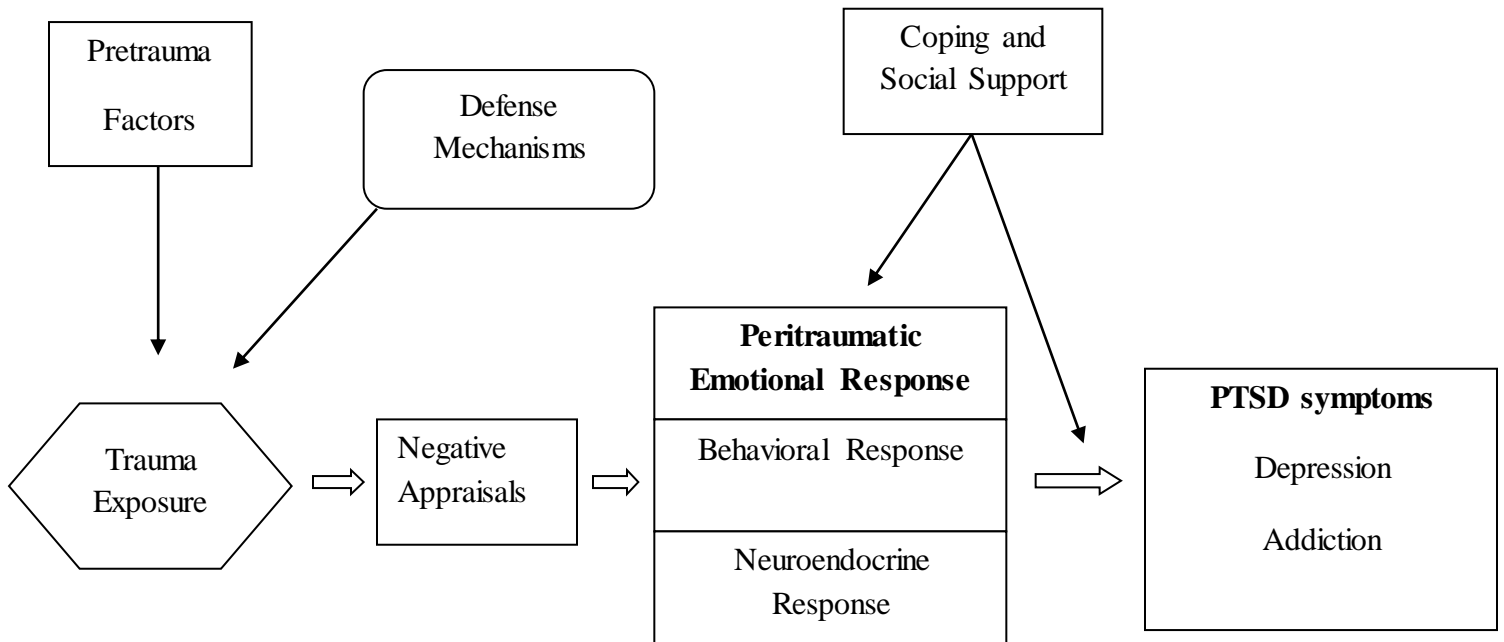 Pretrauma
Factors
Defense
Mechanisms
Coping and
Social Support
Trauma
Exposure
Negative
Appraisals
Peritraumatic
Emotional Response
Behavioral Response
Neuroendocrine
Response
PTSD symptoms
Depression
Addiction